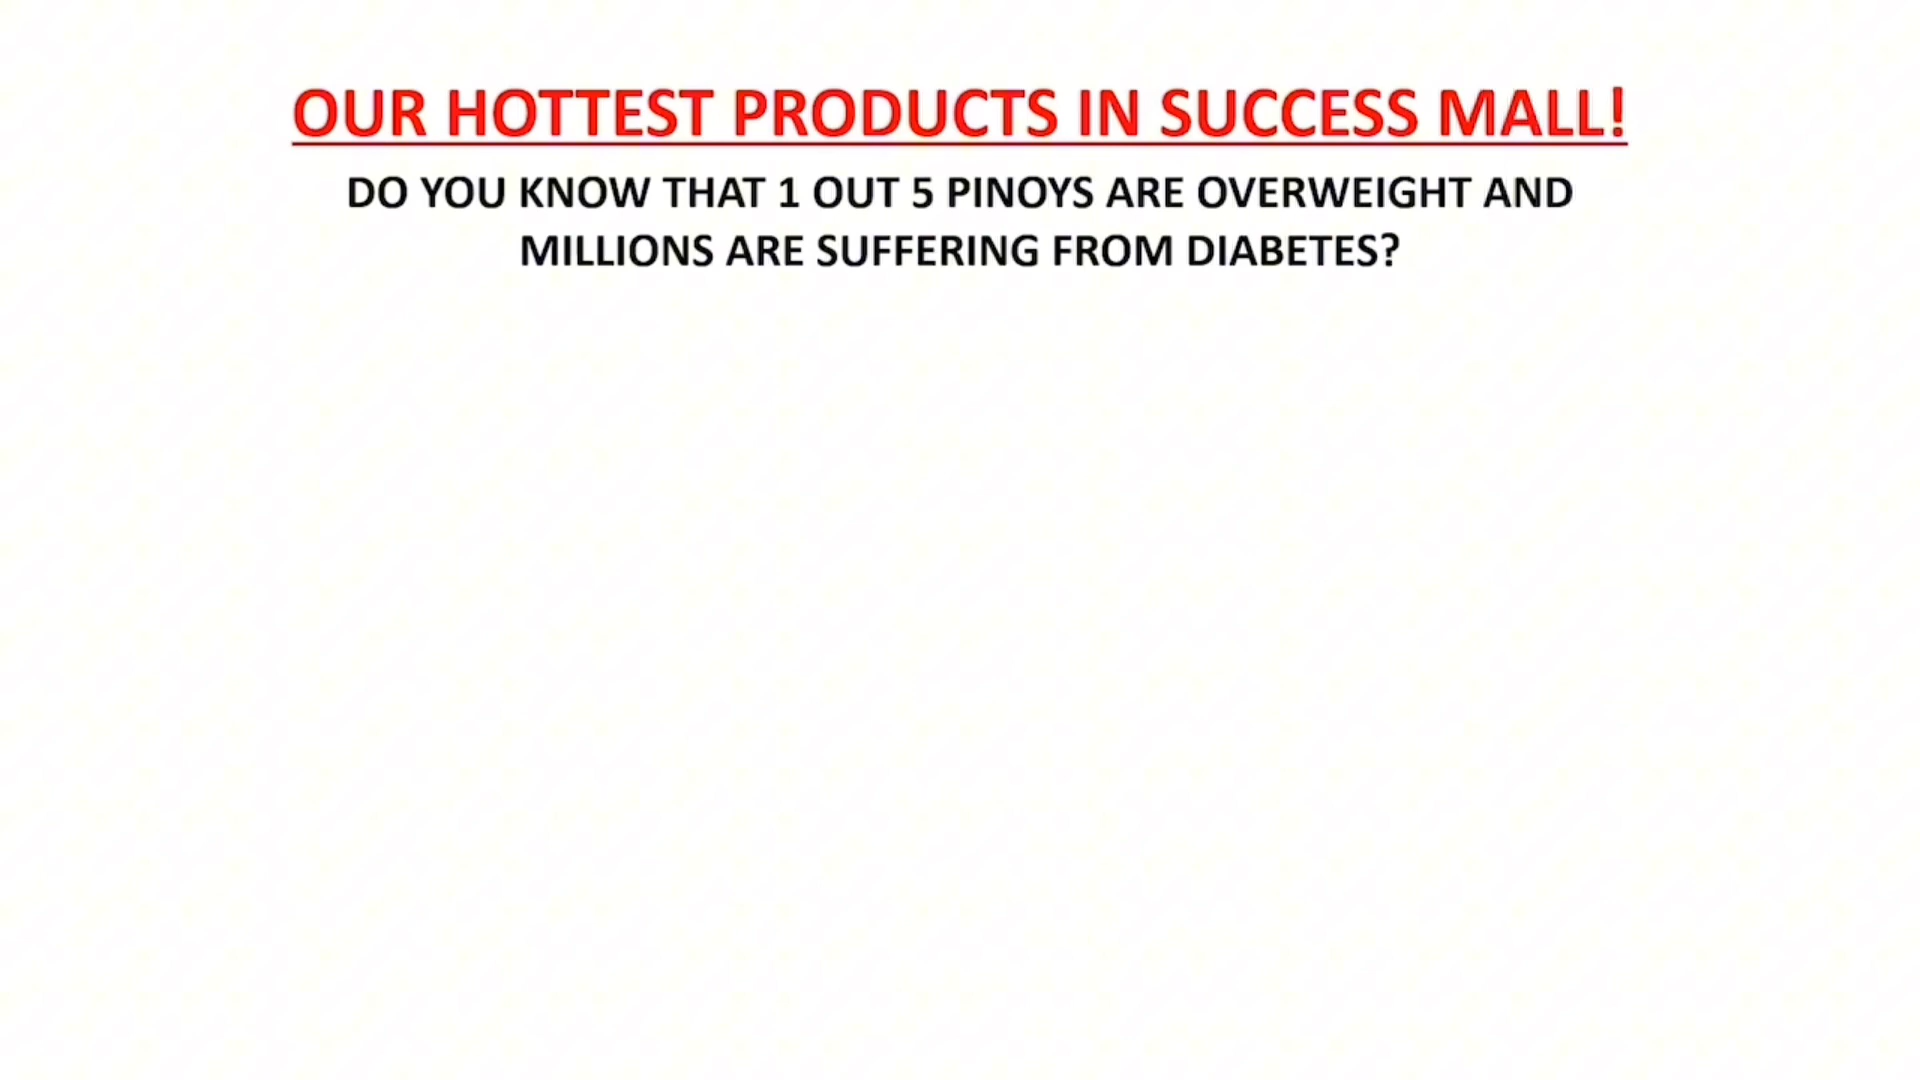 OUR HOTTEST PRODUCTS IN SUCCESS MALL!
DO YOU KNOW THAT 1 OUT 5 PINOYS ARE OVERWEIGHT AND
MILLIONS ARE SUFFERING FROM DIABETES?